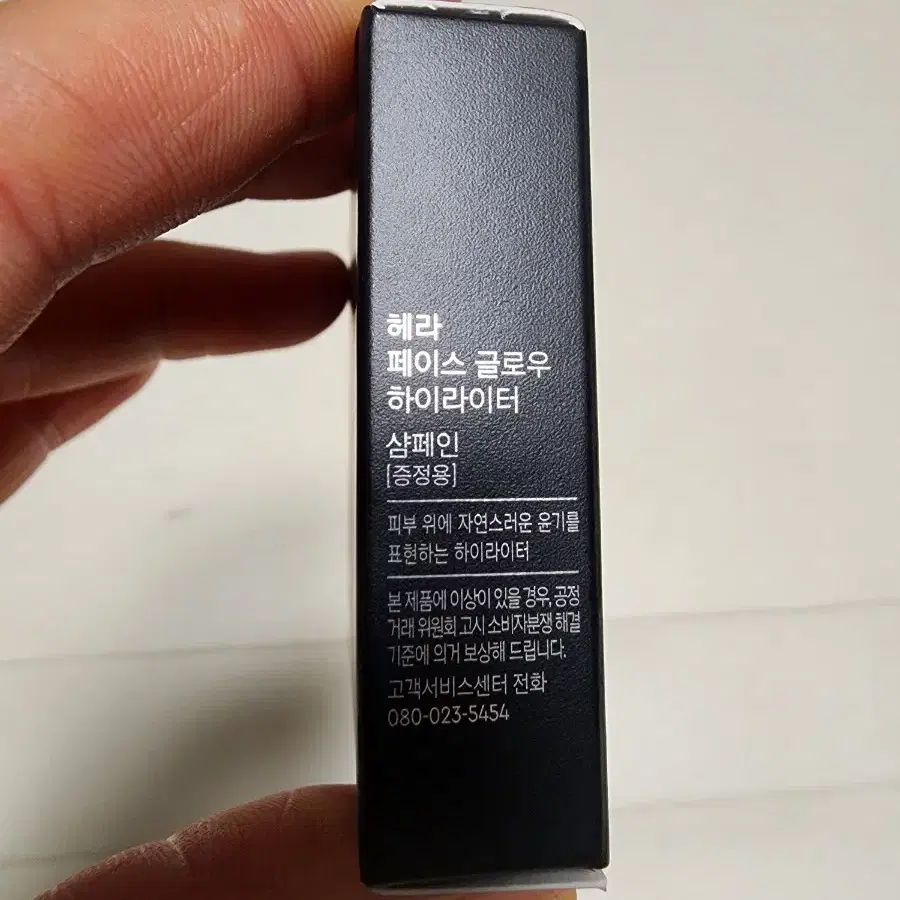 헤라
페이스 글로우
하이라이터
샴페인
[증정용]
피부 위에 자연스러운 윤기를
표현하는 하이라이터
본 제품에 이상이 있을 경우, 공정
거래 위원회 고시 소비자분쟁 해결
기준에 의거 보상해 드립니다.
고객서비스센터 전화
080-023-5454